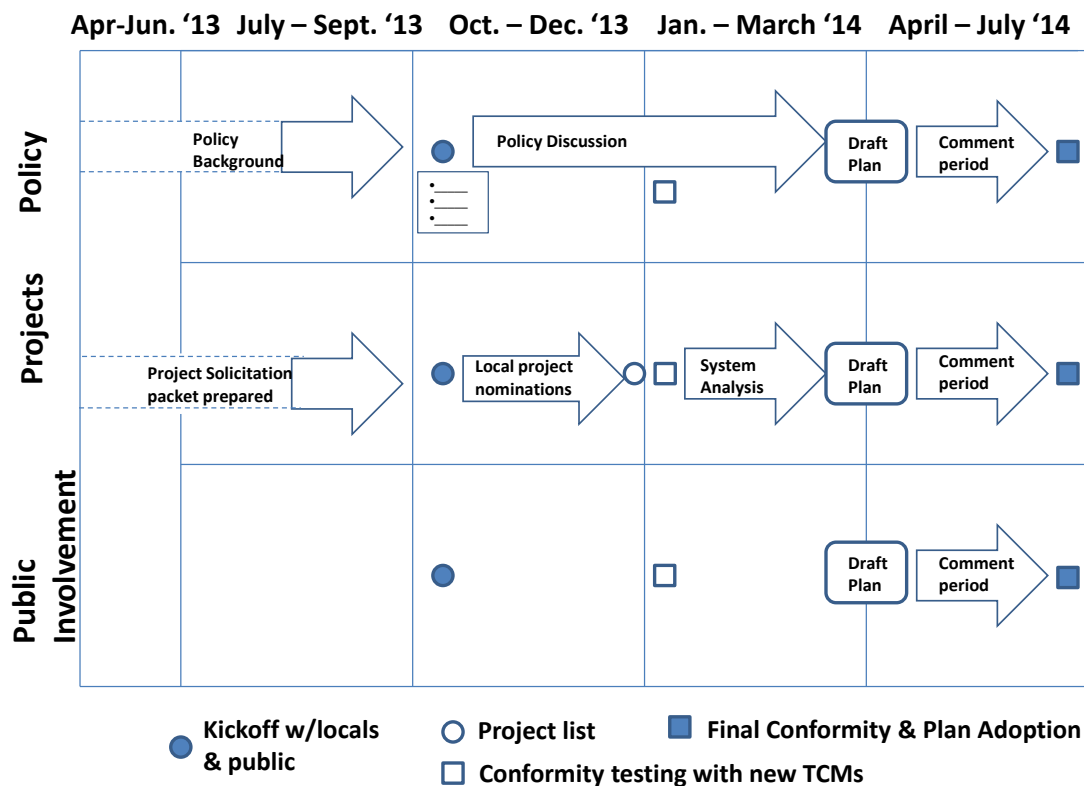 Apr-Jun. ‘13 July – Sept. ‘13 Oct. – Dec. ‘13 Jan. – March ‘14 April – July ‘14
Policy
Policy
Background
Policy Discussion
Draft
Plan
Comment
period
Projects
Project Solicitation
packet prepared
Local project
nominations
System
Analysis
Draft
Plan
Comment
period
Public
Involvement
Draft
Plan
Comment
period
Kickoff w/locals
& public
Project list
Final Conformity & Plan Adoption
Conformity testing with new TCMs